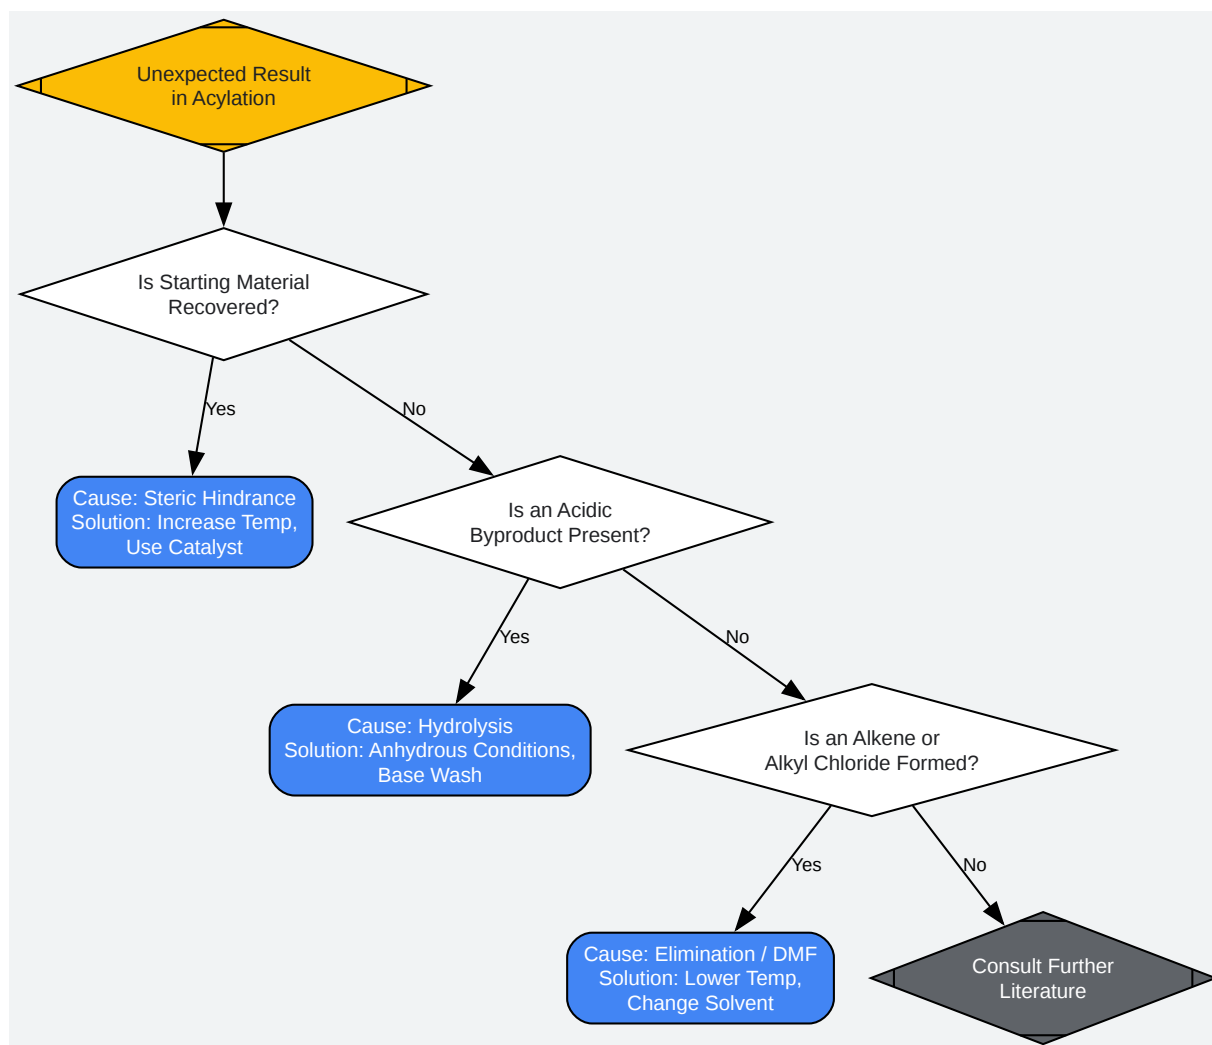 Unexpected Result
in Acylation
Is Starting Material
Recovered?
Yes
No
Cause: Steric Hindrance
Solution: Increase Temp,
Use Catalyst
Is an Acidic
Byproduct Present?
Yes
No
Cause: Hydrolysis
Solution: Anhydrous Conditions,
Base Wash
Is an Alkene or
Alkyl Chloride Formed?
Yes
No
Cause: Elimination / DMF
Solution: Lower Temp,
Change Solvent
Consult Further
Literature